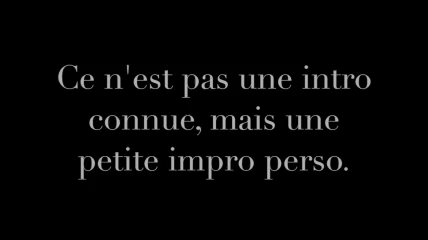 Ce n'est pas une intro
connue, mais une
petite impro perso.